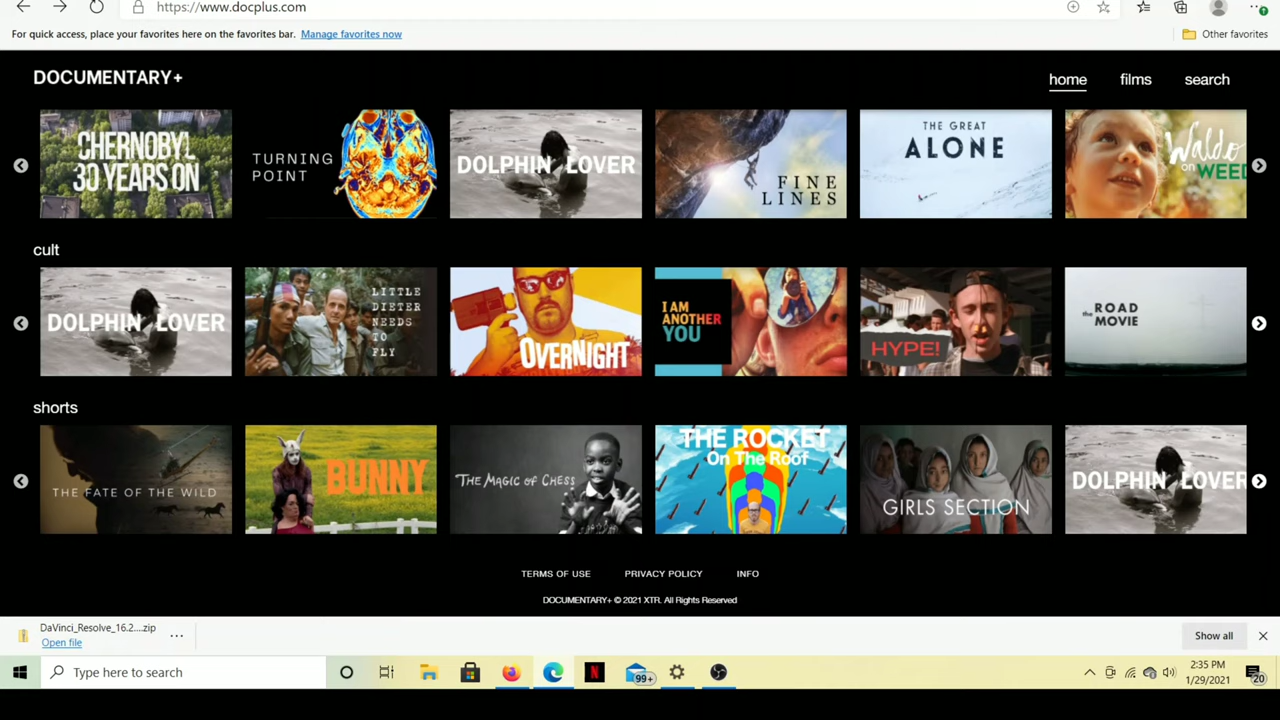 https://www.docplus.com
For quick access, place your favorites here on the favorites bar. Manage favorites now
Other favorites
DOCUMENTARY+
home films search
CHERNOBYL
30 YEARS ON
TURNING
POINT
DOLPHIN LOVER
FINE
LINES
THE GREAT
ALONE
Waldo
on WEED
cult
DOLPHIN LOVER
LITTLE
DIETER
NEEDS
TO
FLY
OVERNIGHT
I AM
ANOTHER
YOU
HYPE!
the ROAD
MOVIE
shorts
THE FATE OF THE WILD
BUNNY
THE MAGIC OF CHESS
THE ROCKET
On The Roof
GIRLS SECTION
DOLPHIN LOVER
TERMS OF USE PRIVACY POLICY INFO
DOCUMENTARY+ © 2021 XTR. All Rights Reserved
DaVinci_Resolve_16.2....zip
Open file
Show all
Type here to search
N
99+
2:35 PM
1/29/2021
20